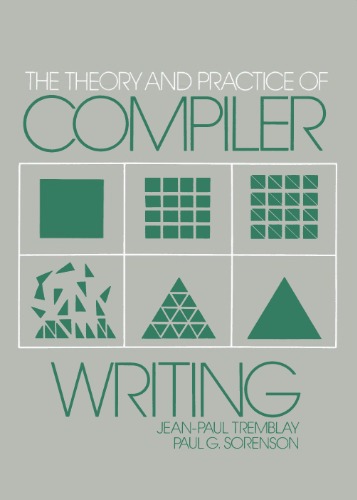 THE THEORY AND PRACTICE OF
COMPILER
WRITING
JEAN-PAUL TREMBLAY
PAUL G. SORENSON